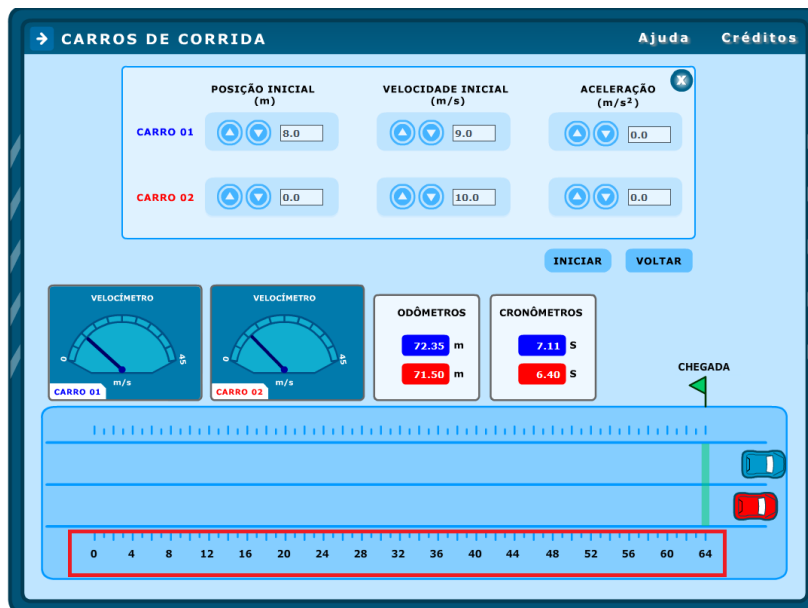 CARROS DE CORRIDA Ajuda Créditos
X
POSIÇÃO INICIAL (m) VELOCIDADE INICIAL (m/s) ACELERAÇÃO (m/s²)
CARRO 01 8.0 9.0 0.0
CARRO 02 0.0 10.0 0.0
INICIAR VOLTAR
VELOCÍMETRO VELOCÍMETRO
ODÔMETROS CRONÔMETROS
72.35 m 7.11 S
0 45 0 45
71.50 m 6.40 S
m/s m/s
CARRO 01 CARRO 02
CHEGADA
0 4 8 12 16 20 24 28 32 36 40 44 48 52 56 60 64